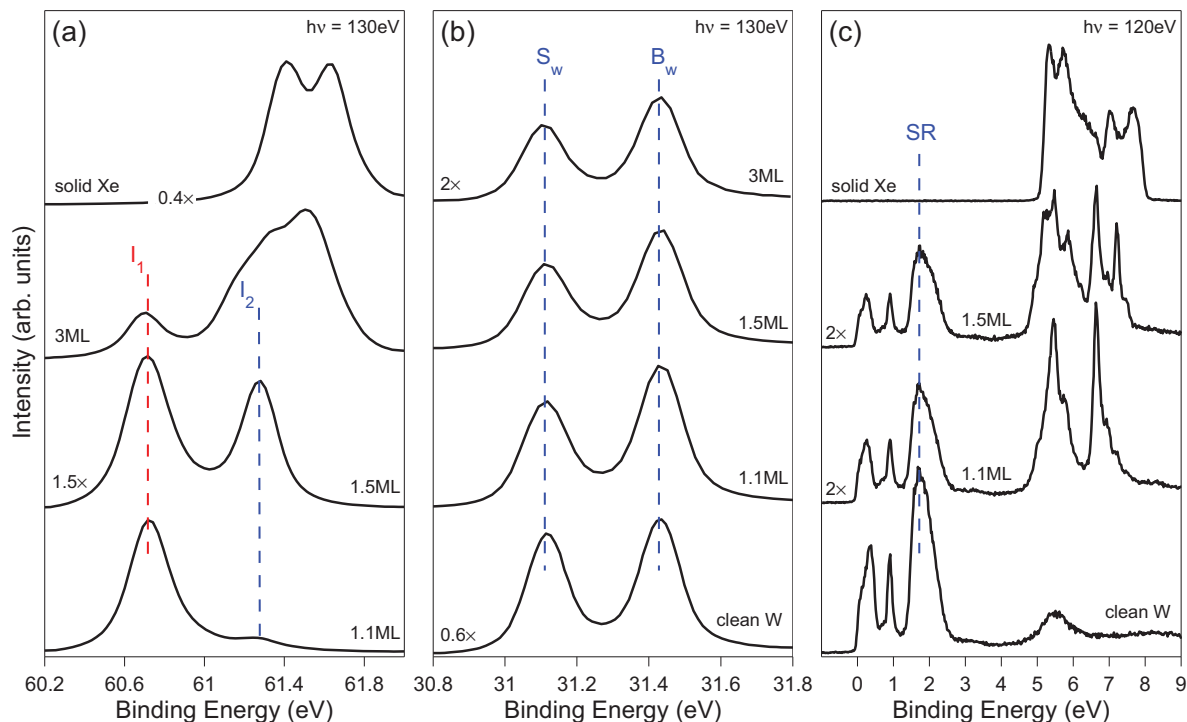 (a)
hν = 130eV
solid Xe
0.4×
I₁
I₂
3ML
1.5×
1.5ML
1.1ML
60.2 60.6 61 61.4 61.8
Binding Energy (eV)
Intensity (arb. units)
(b)
hν = 130eV
S_w
B_w
2×
3ML
1.5ML
1.1ML
0.6×
clean W
30.8 31 31.2 31.4 31.6 31.8
Binding Energy (eV)
(c)
hν = 120eV
SR
solid Xe
2×
1.5ML
2×
1.1ML
clean W
0 1 2 3 4 5 6 7 8 9
Binding Energy (eV)